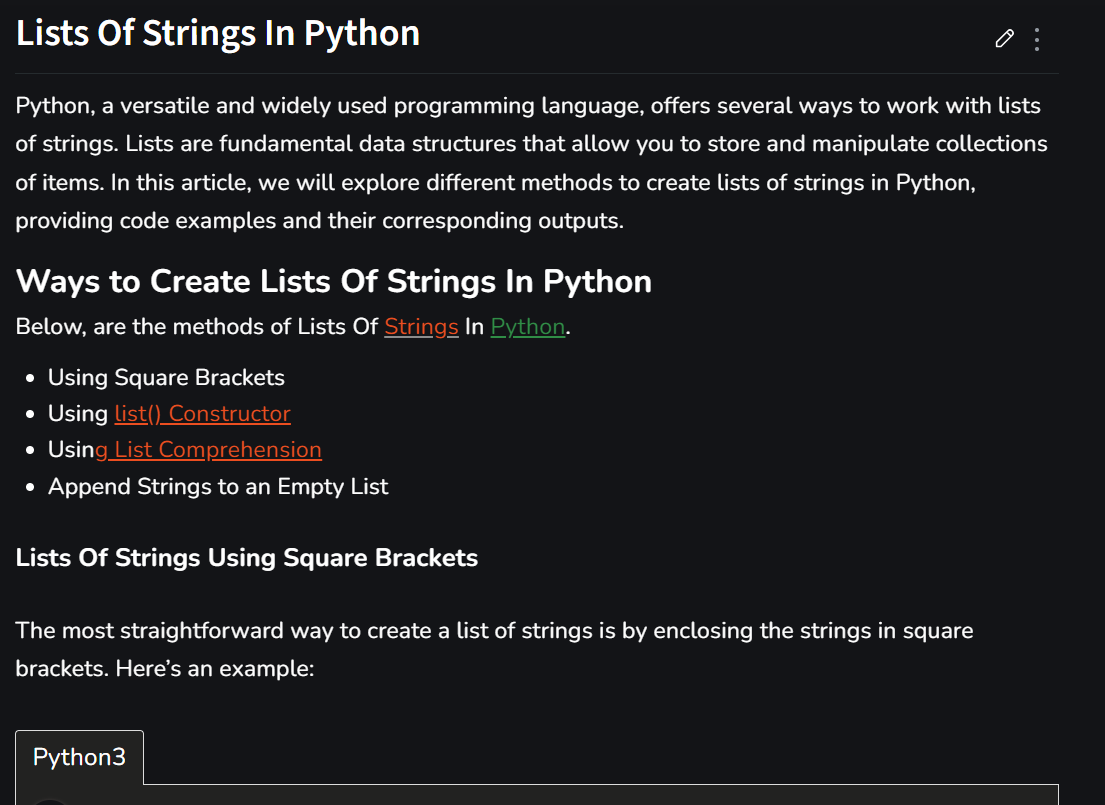 Lists Of Strings In Python
Python, a versatile and widely used programming language, offers several ways to work with lists
of strings. Lists are fundamental data structures that allow you to store and manipulate collections
of items. In this article, we will explore different methods to create lists of strings in Python,
providing code examples and their corresponding outputs.
Ways to Create Lists Of Strings In Python
Below, are the methods of Lists Of Strings In Python.
Using Square Brackets
Using list() Constructor
Using List Comprehension
Append Strings to an Empty List
Lists Of Strings Using Square Brackets
The most straightforward way to create a list of strings is by enclosing the strings in square
brackets. Here’s an example:
Python3